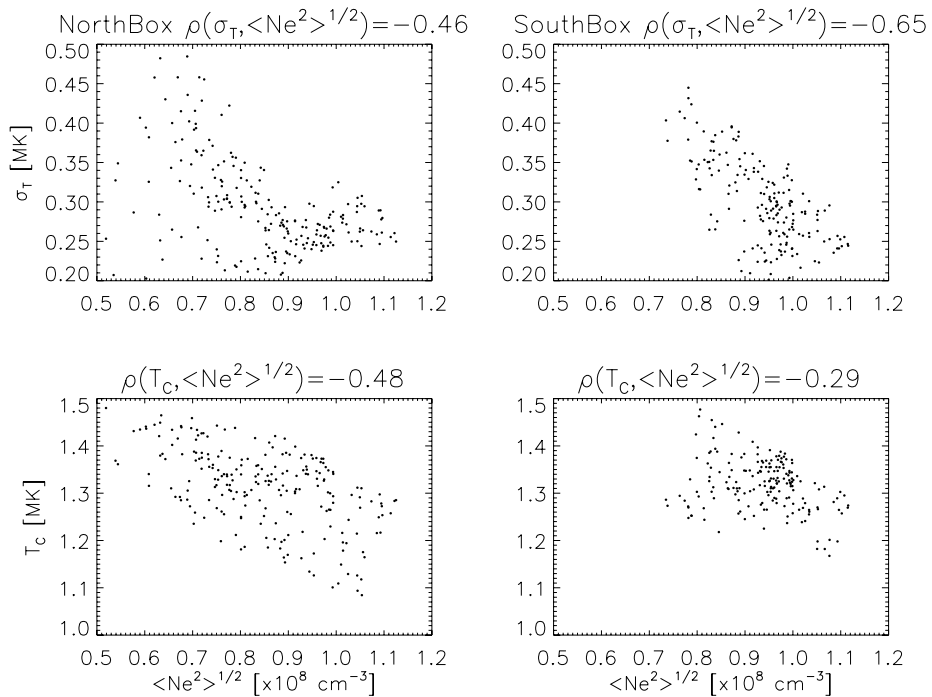 NorthBox ρ(σ_T,<Ne²>^1/2)=−0.46
SouthBox ρ(σ_T,<Ne²>^1/2)=−0.65
0.50
0.45
0.40
0.35
0.30
0.25
0.20
σ_T [MK]
0.5 0.6 0.7 0.8 0.9 1.0 1.1 1.2
0.50
0.45
0.40
0.35
0.30
0.25
0.20
0.5 0.6 0.7 0.8 0.9 1.0 1.1 1.2
ρ(T_C,<Ne²>^1/2)=−0.48
ρ(T_C,<Ne²>^1/2)=−0.29
1.5
1.4
1.3
1.2
1.1
1.0
T_C [MK]
0.5 0.6 0.7 0.8 0.9 1.0 1.1 1.2
<Ne²>^1/2 [x10⁸ cm⁻³]
1.5
1.4
1.3
1.2
1.1
1.0
0.5 0.6 0.7 0.8 0.9 1.0 1.1 1.2
<Ne²>^1/2 [x10⁸ cm⁻³]